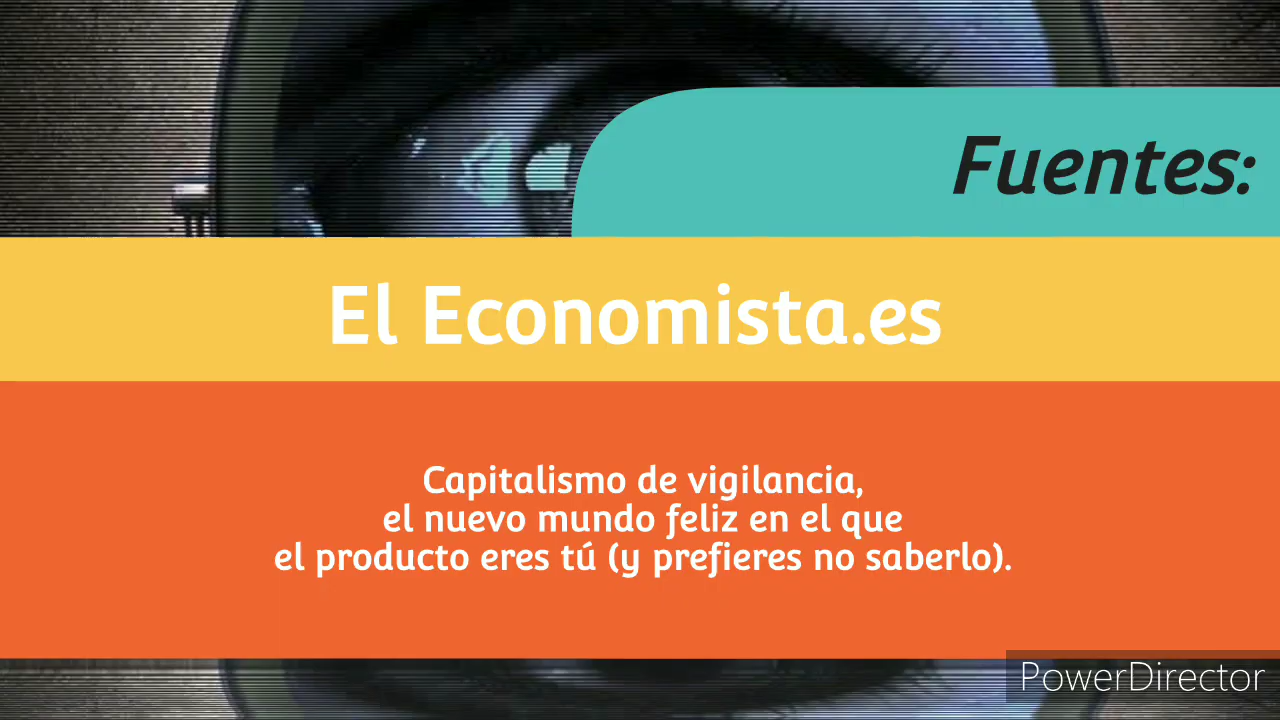 Fuentes:
El Economista.es
Capitalismo de vigilancia,
el nuevo mundo feliz en el que
el producto eres tú (y prefieres no saberlo).
PowerDirector